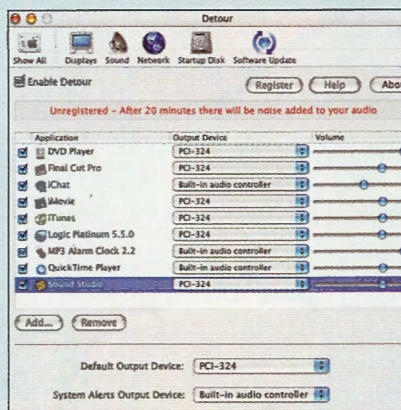 Detour
Show All Displays Sound Network Startup Disk Software Update
Enable Detour Register Help Abou
Unregistered – After 20 minutes there will be noise added to your audio
Application Output Device Volume
DVD Player PCI-324
Final Cut Pro PCI-324
iChat Built-in audio controller
iMovie PCI-324
iTunes PCI-324
Logic Platinum 5.5.0 PCI-324
MP3 Alarm Clock 2.2 Built-in audio controller
QuickTime Player Built-in audio controller
Sound Studio PCI-324
Add... Remove
Default Output Device: PCI-324
System Alerts Output Device: Built-in audio controller